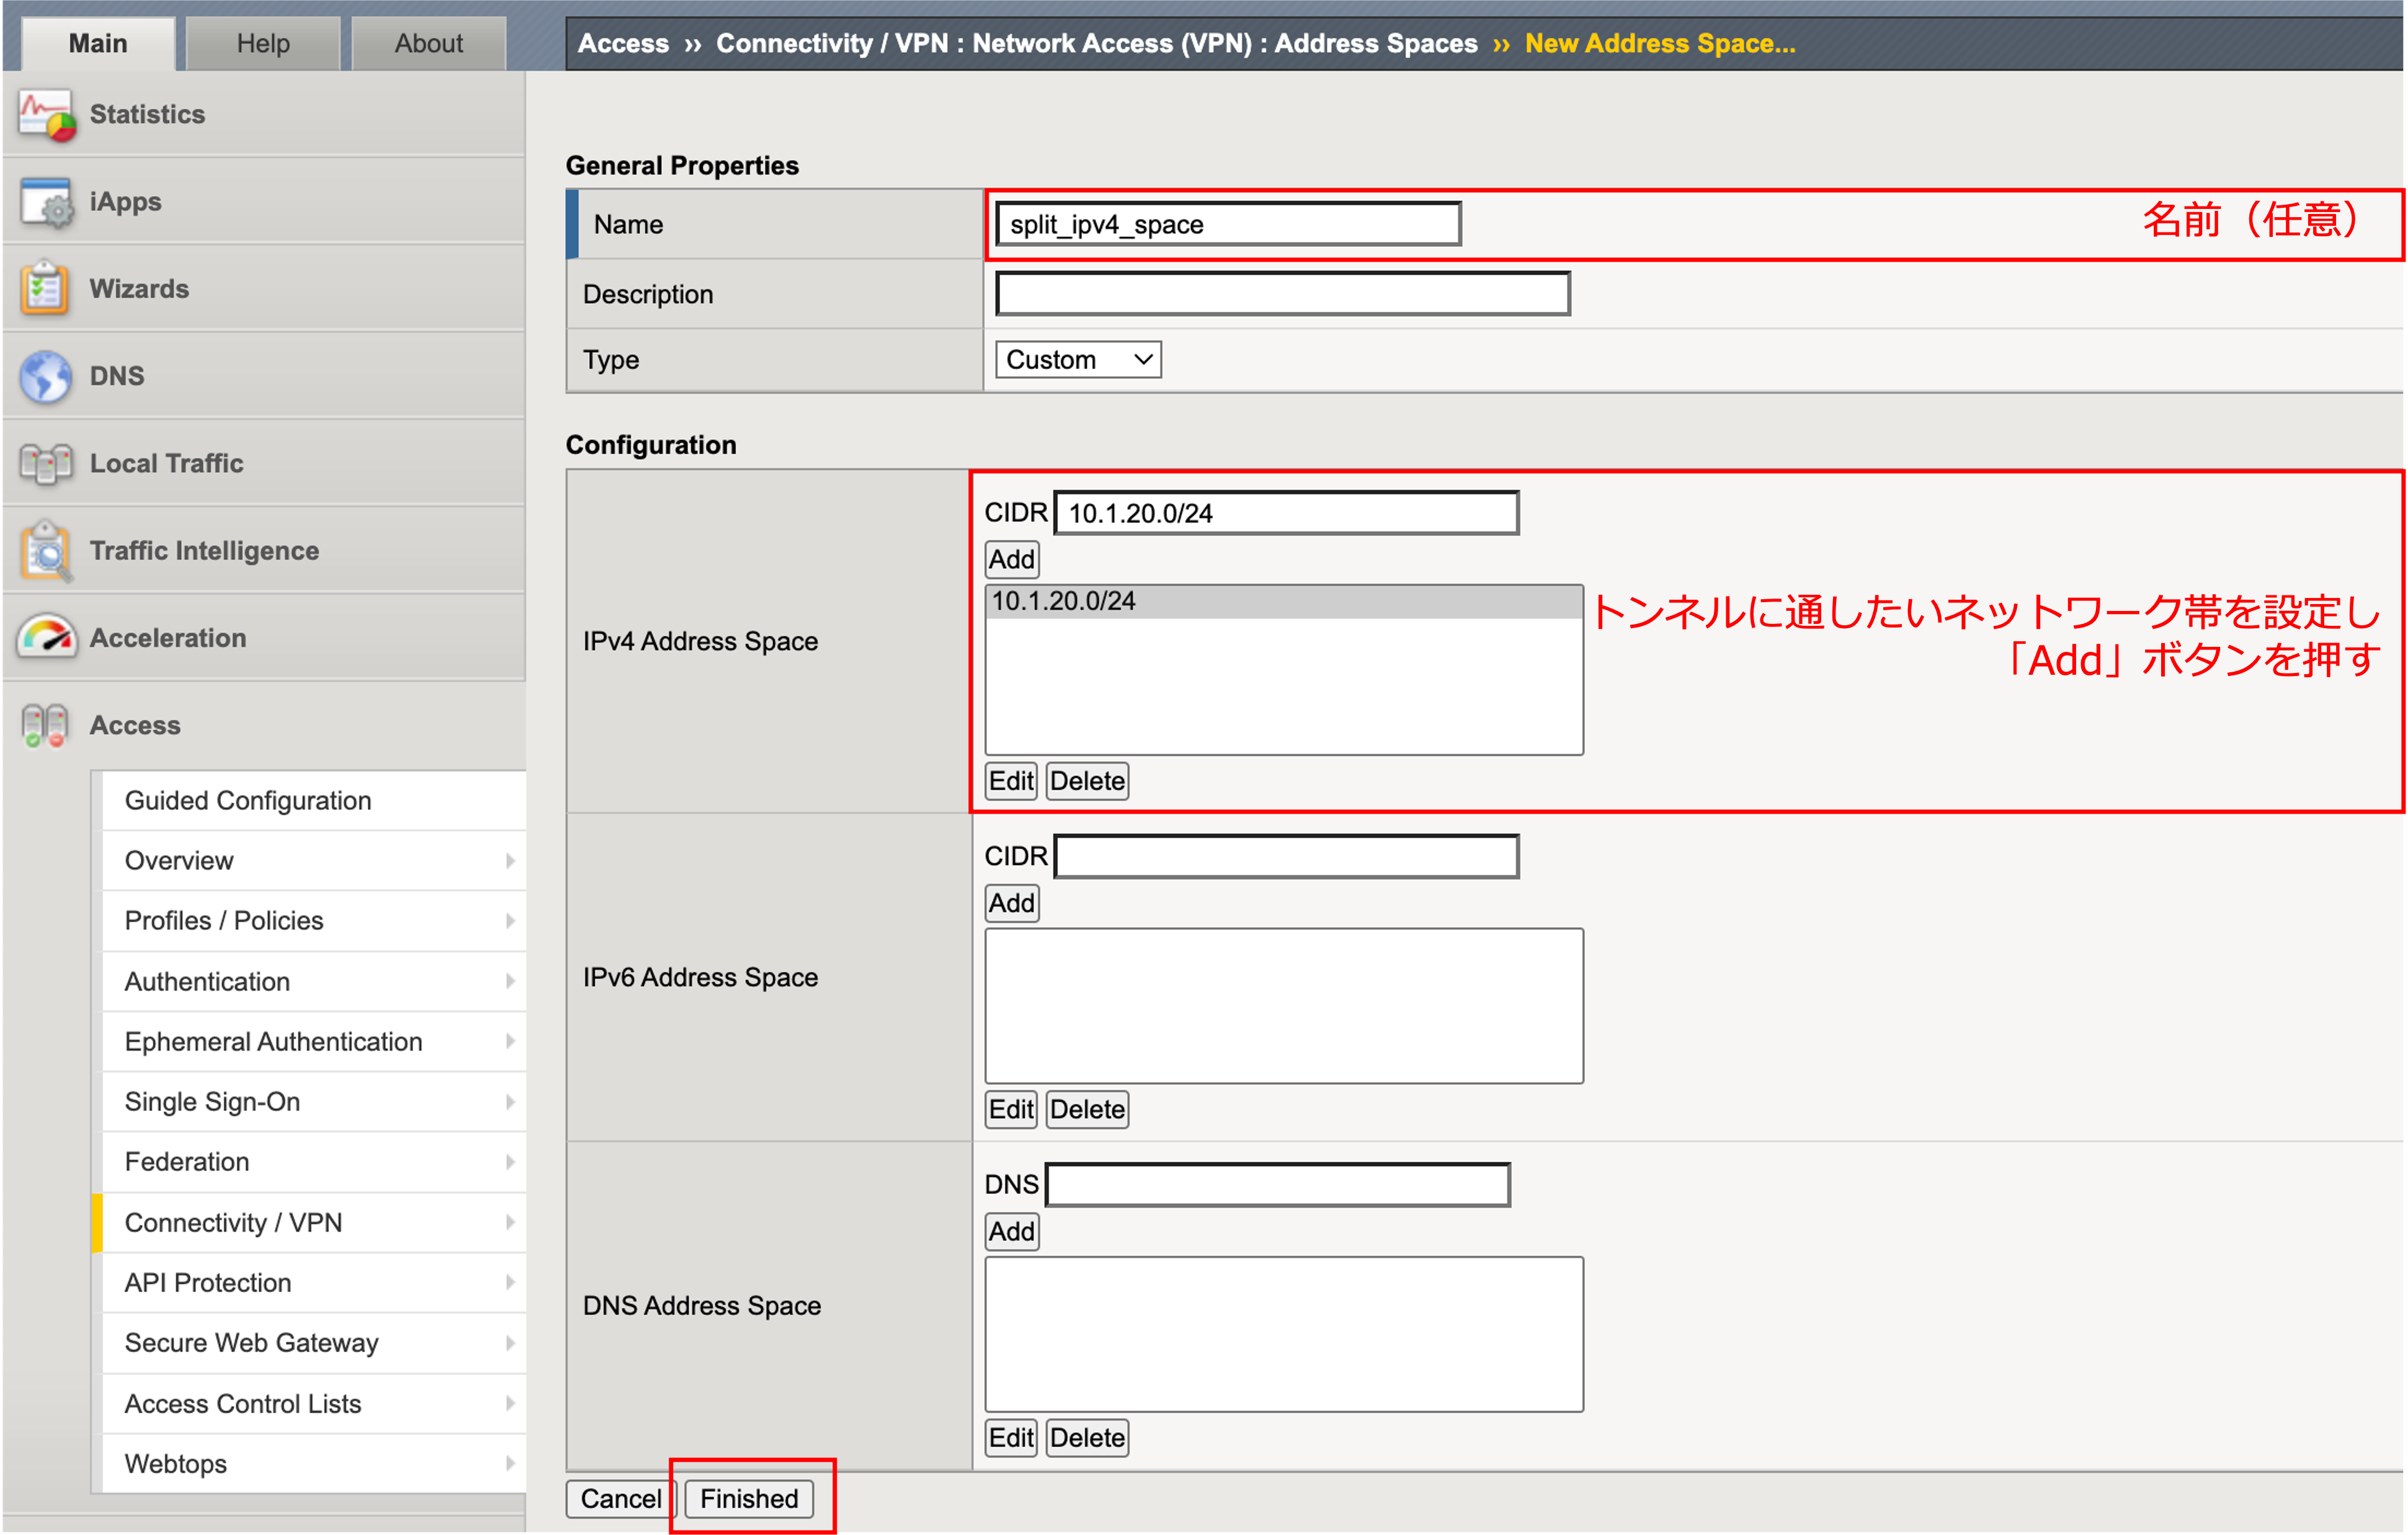 Main
Help
About
Access ›› Connectivity / VPN : Network Access (VPN) : Address Spaces ›› New Address Space...
Statistics
iApps
Wizards
DNS
Local Traffic
Traffic Intelligence
Acceleration
Access
Guided Configuration
Overview
Profiles / Policies
Authentication
Ephemeral Authentication
Single Sign-On
Federation
Connectivity / VPN
API Protection
Secure Web Gateway
Access Control Lists
Webtops
General Properties
Name
split_ipv4_space
名前（任意）
Description
Type
Custom
Configuration
IPv4 Address Space
CIDR 10.1.20.0/24
Add
10.1.20.0/24
トンネルに通したいネットワーク帯を設定し
「Add」ボタンを押す
Edit Delete
IPv6 Address Space
CIDR
Add
Edit Delete
DNS Address Space
DNS
Add
Edit Delete
Cancel Finished